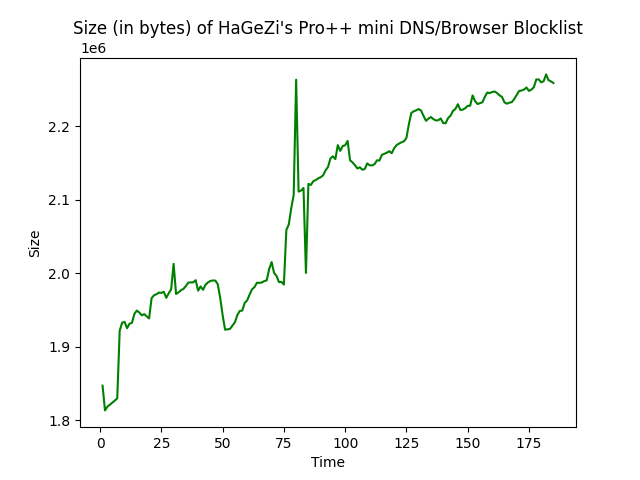 Size (in bytes) of HaGeZi's Pro++ mini DNS/Browser Blocklist
1e6
2.2
2.1
2.0
1.9
1.8
Size
0 25 50 75 100 125 150 175
Time